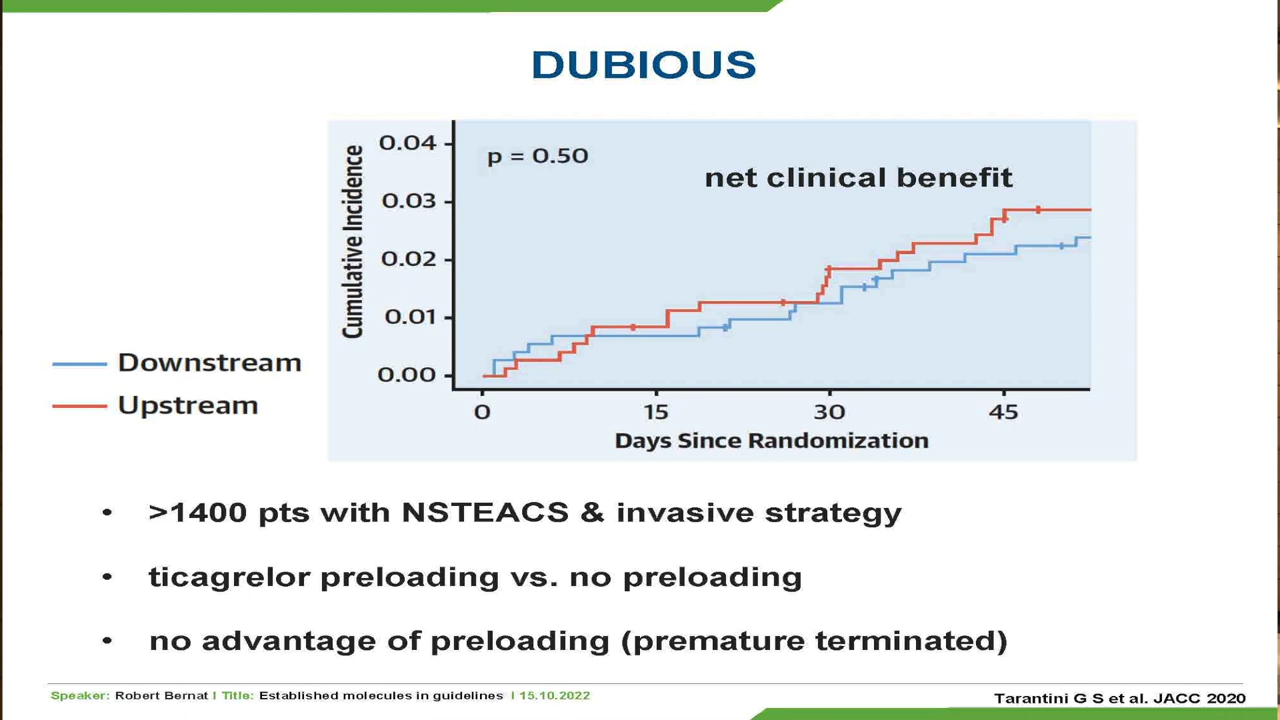 DUBIOUS
0.04
p = 0.50
net clinical benefit
0.03
0.02
0.01
0.00
Cumulative Incidence
0 15 30 45
Days Since Randomization
Downstream
Upstream
• >1400 pts with NSTEACS & invasive strategy
• ticagrelor preloading vs. no preloading
• no advantage of preloading (premature terminated)
Speaker: Robert Bernat I Title: Established molecules in guidelines I 15.10.2022
Tarantini G S et al. JACC 2020